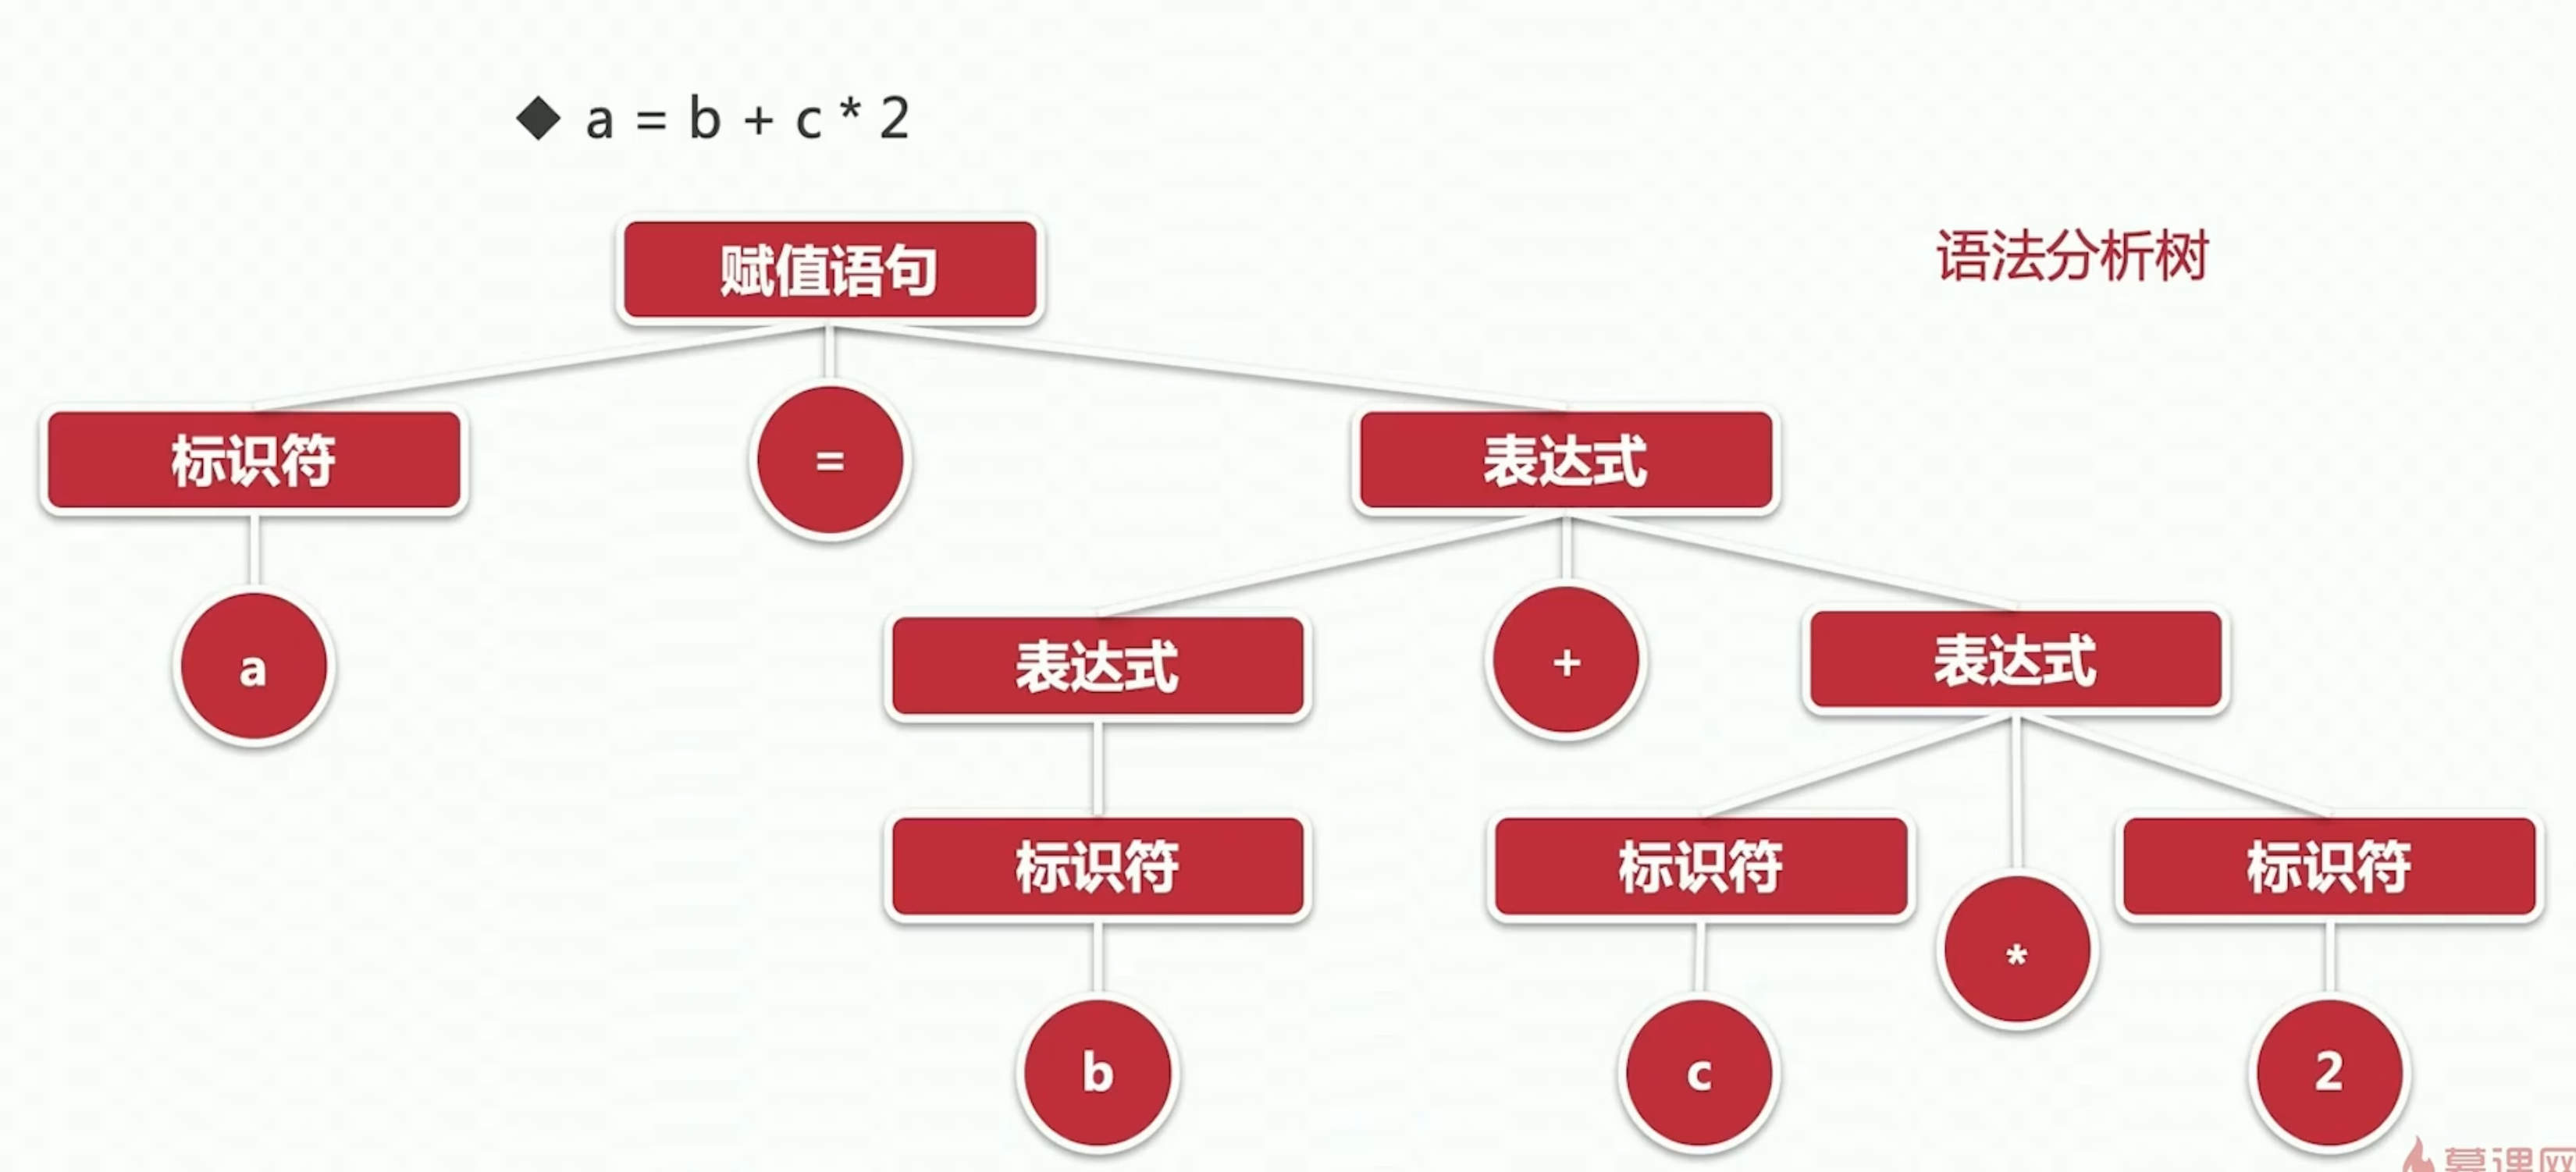 ◆ a = b + c * 2
赋值语句
语法分析树
标识符
=
表达式
a
表达式
+
表达式
标识符
标识符
*
标识符
b
c
2
慕课网